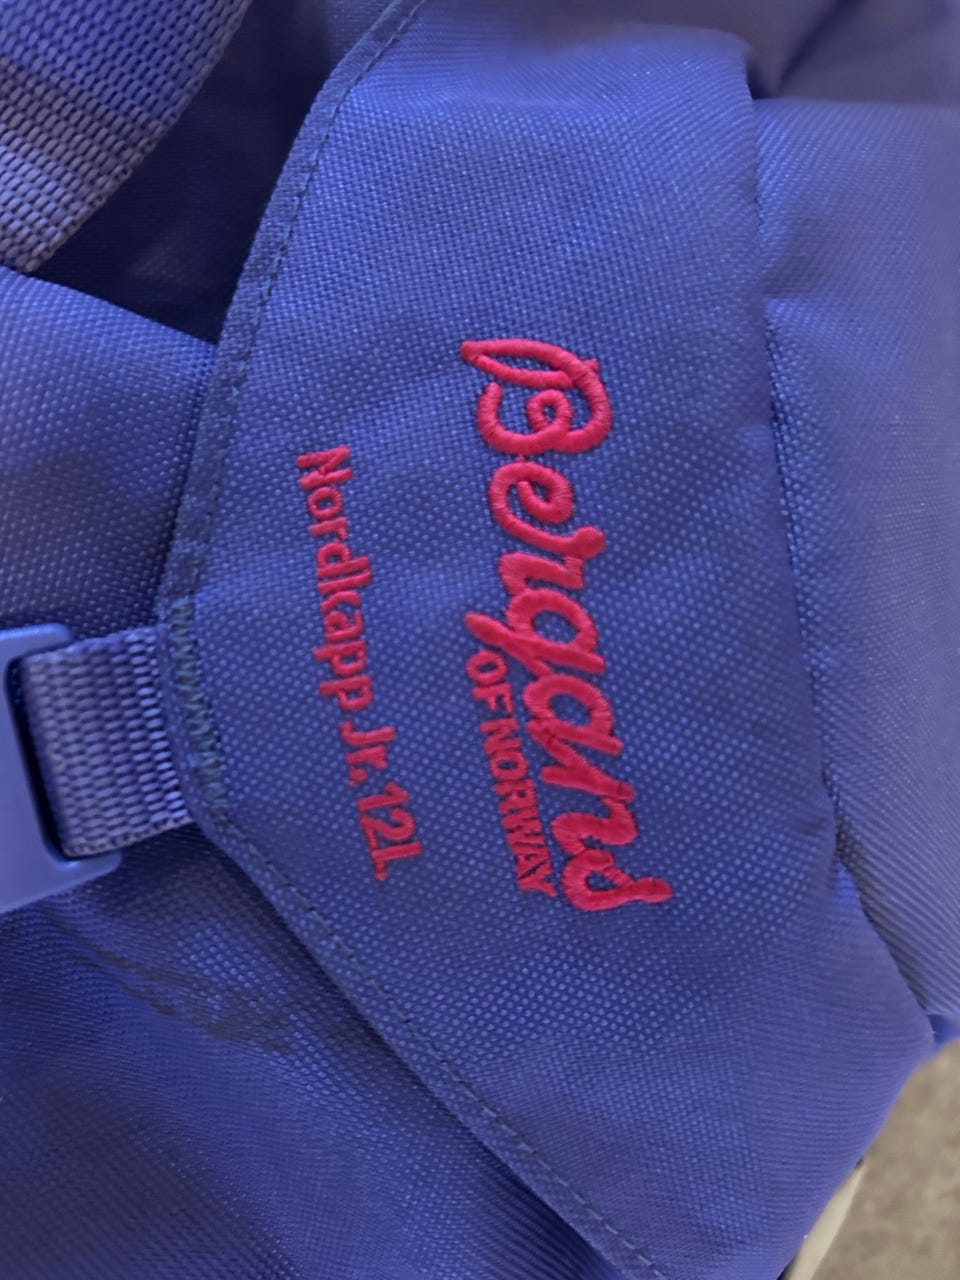 Bergans
OF NORWAY
Nordkapp Jr. 12L